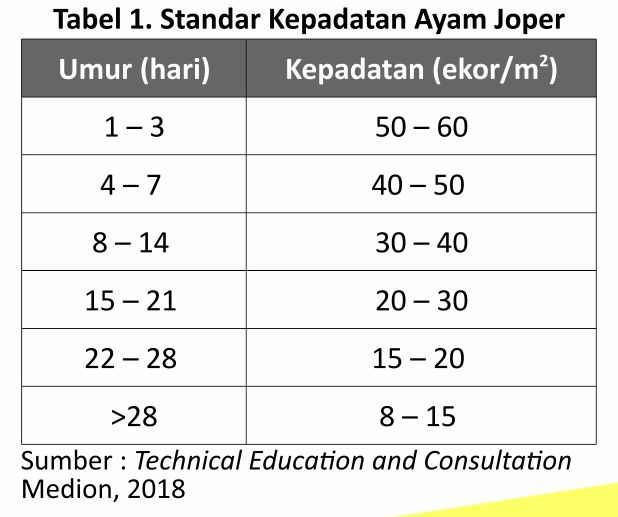 Tabel 1. Standar Kepadatan Ayam Joper
Umur (hari) Kepadatan (ekor/m²)
1 – 3 50 – 60
4 – 7 40 – 50
8 – 14 30 – 40
15 – 21 20 – 30
22 – 28 15 – 20
>28 8 – 15
Sumber : Technical Education and Consultation
Medion, 2018